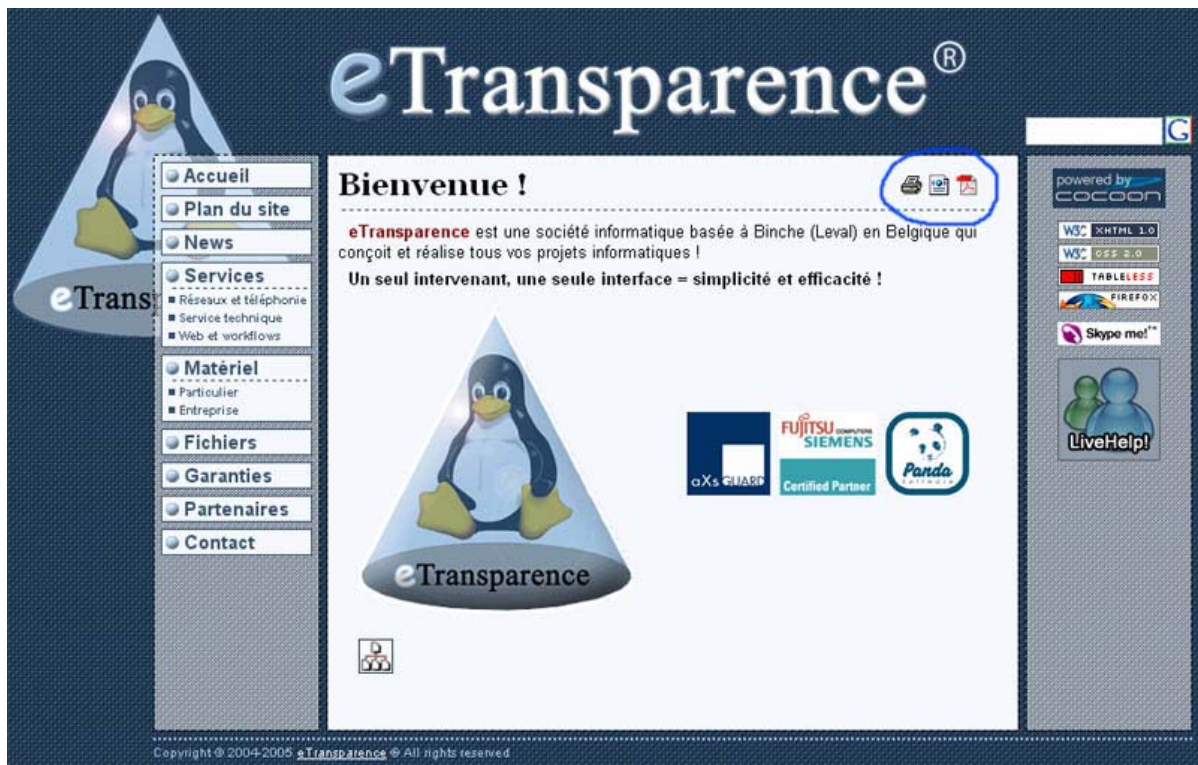 eTransparence®
G
eTransp
Accueil
Plan du site
News
Services
Réseaux et téléphonie
Service technique
Web et workflows
Matériel
Particulier
Entreprise
Fichiers
Garanties
Partenaires
Contact
Bienvenue !
eTransparence est une société informatique basée à Binche (Leval) en Belgique qui
conçoit et réalise tous vos projets informatiques !
Un seul intervenant, une seule interface = simplicité et efficacité !
eTransparence
aXs GUARD
FUJITSU COMPUTERS
SIEMENS
Certified Partner
Panda
Software
powered by
cocoon
W3C XHTML 1.0
W3C
TABLELESS
FIREFOX
Skype me!™
LiveHelp!
Copyright © 2004-2005 eTransparence ® All rights reserved